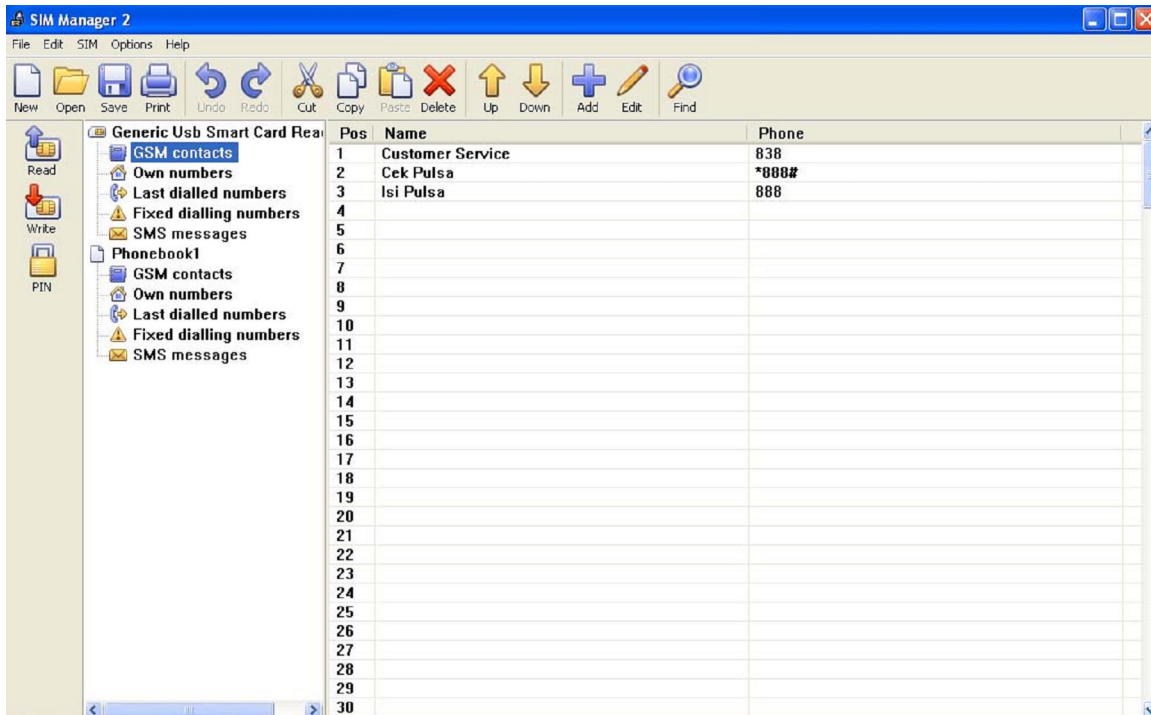 SIM Manager 2
File Edit SIM Options Help
New Open Save Print Undo Redo Cut Copy Paste Delete Up Down Add Edit Find
Read
Write
PIN
Generic Usb Smart Card Rea
GSM contacts
Own numbers
Last dialled numbers
Fixed dialling numbers
SMS messages
Phonebook1
GSM contacts
Own numbers
Last dialled numbers
Fixed dialling numbers
SMS messages
Pos Name Phone
1 Customer Service 838
2 Cek Pulsa *888#
3 Isi Pulsa 888
4
5
6
7
8
9
10
11
12
13
14
15
16
17
18
19
20
21
22
23
24
25
26
27
28
29
30